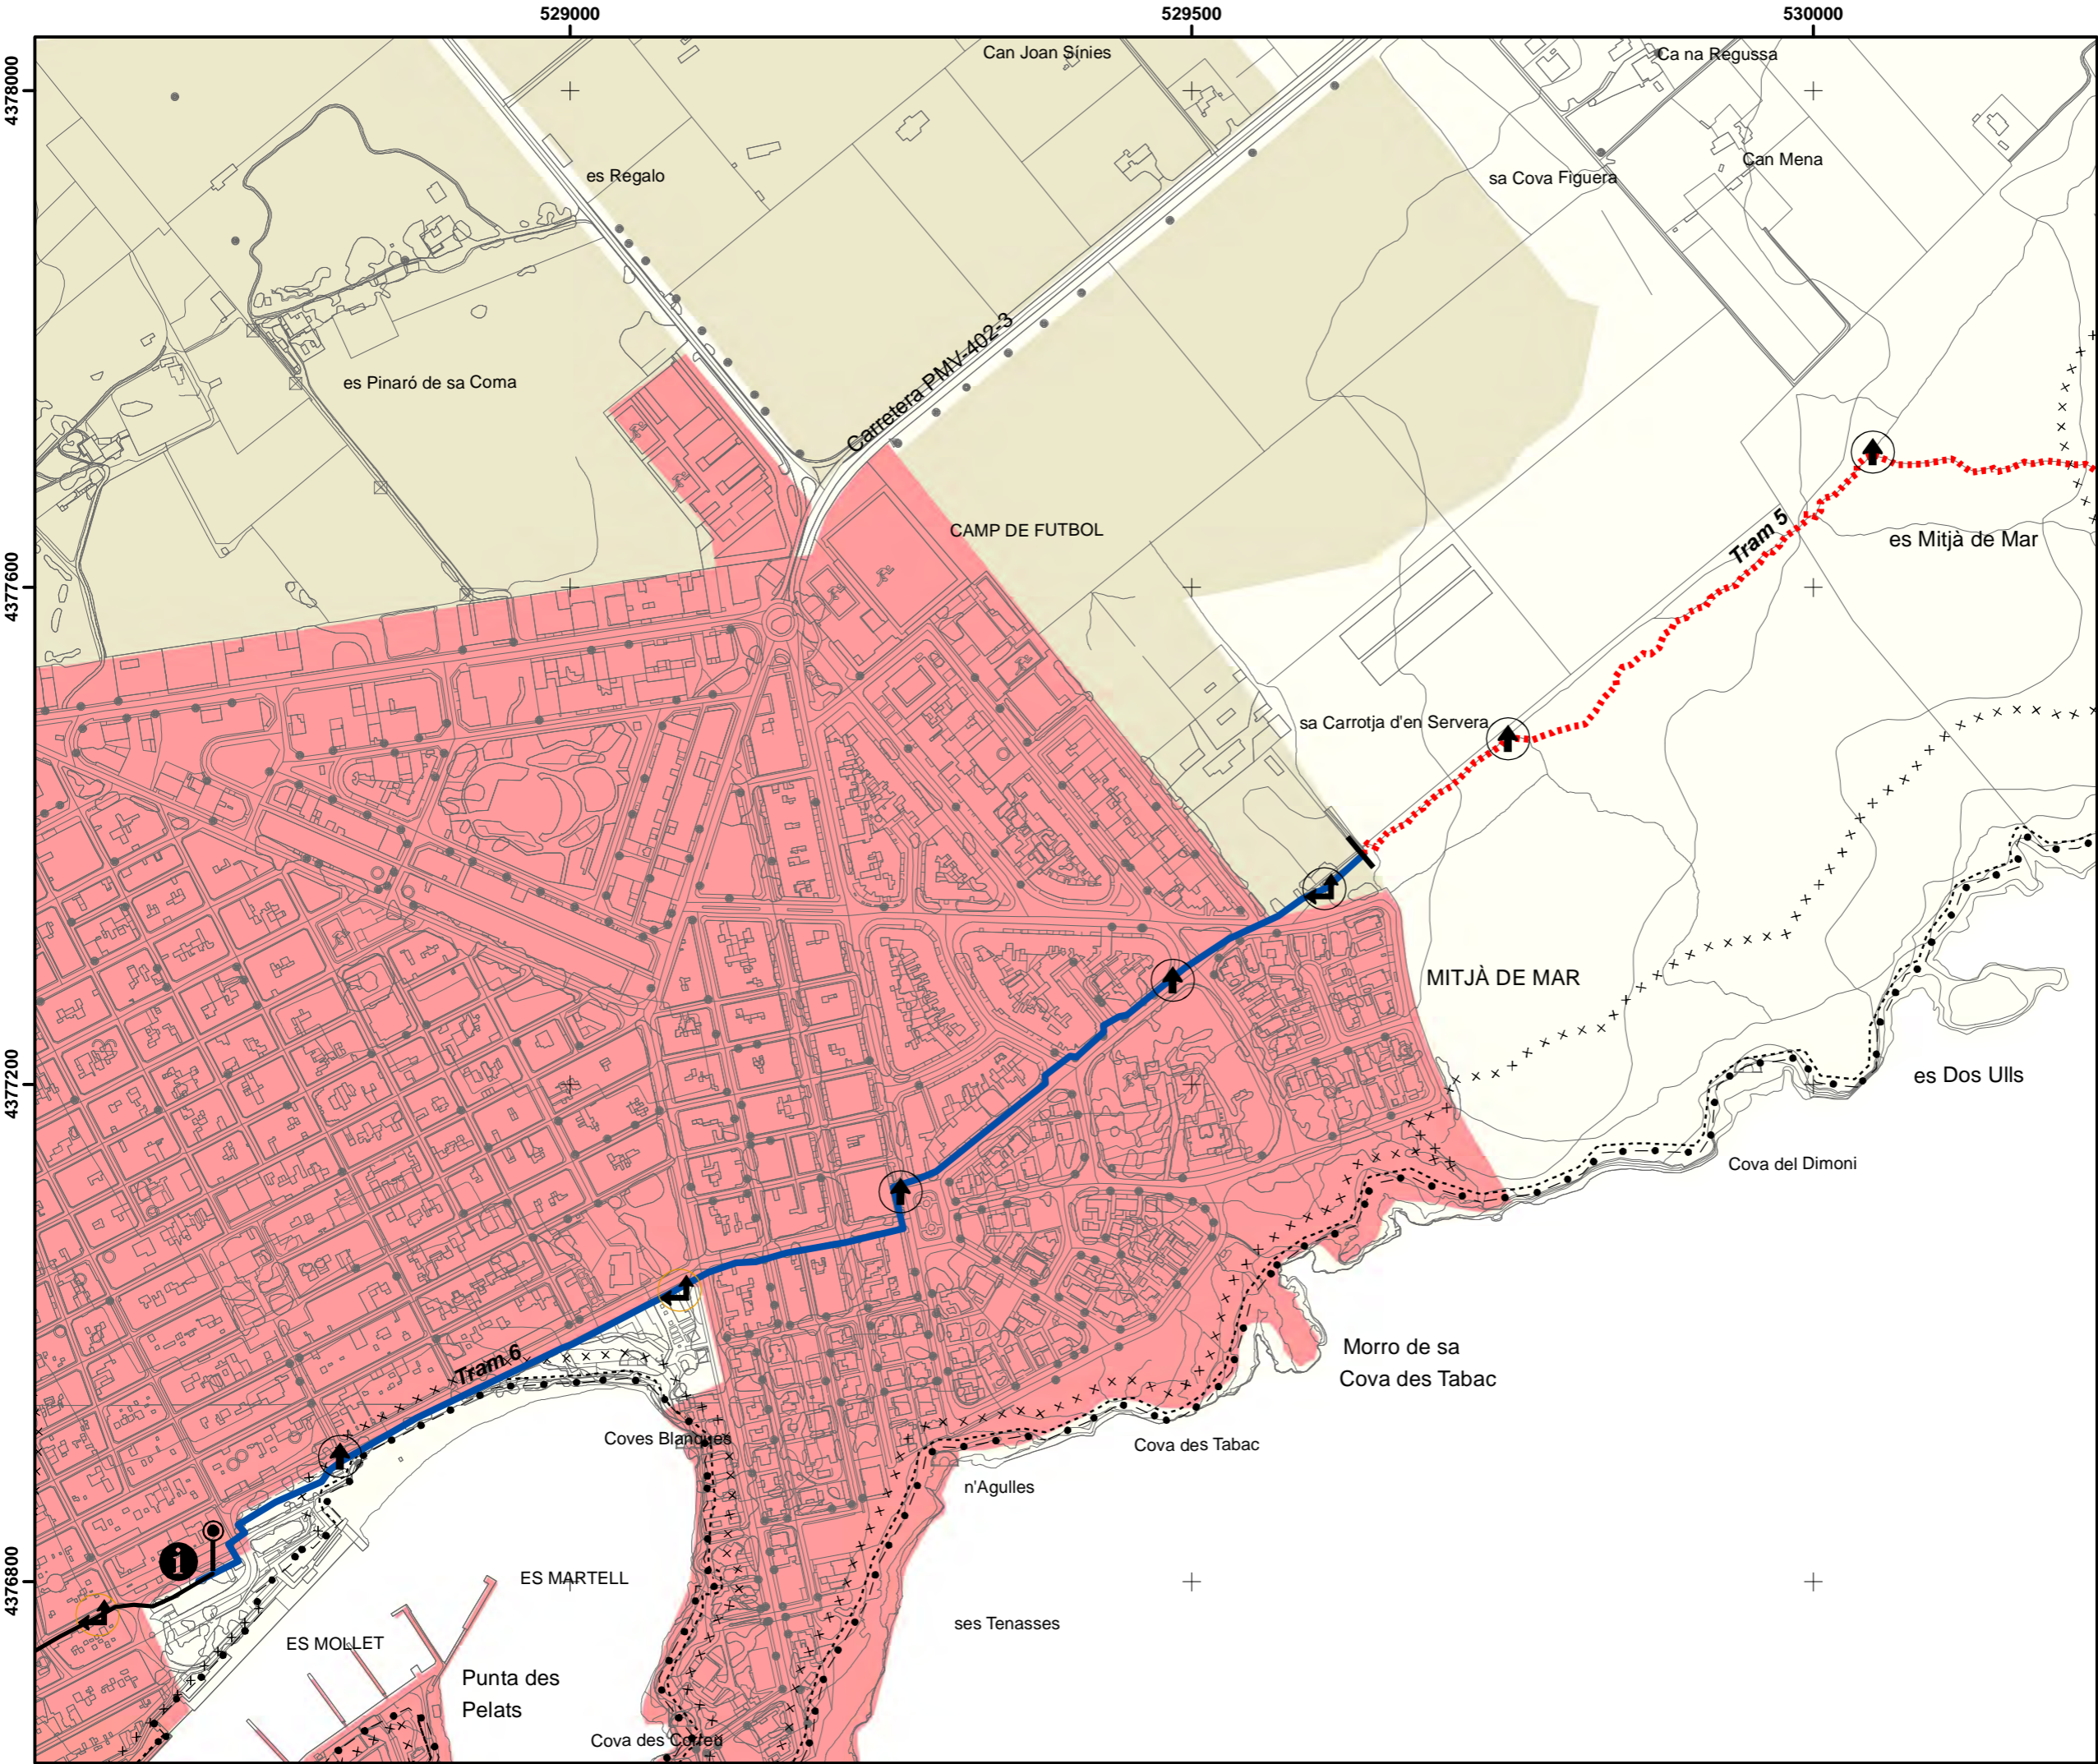 529000
529500
530000
4378000
4377600
4377200
4376800
Can Joan Sínies
Ca na Regussa
Can Mena
es Regalo
sa Cova Figuera
Carretera PMV-402-3
es Pinaró de sa Coma
CAMP DE FUTBOL
Tram 5
es Mitjà de Mar
sa Carrotja d'en Servera
MITJÀ DE MAR
es Dos Ulls
Cova del Dimoni
Tram 6
Morro de sa
Cova des Tabac
Coves Blanques
Cova des Tabac
n'Agulles
i
ES MARTELL
ses Tenasses
ES MOLLET
Punta des
Pelats
Cova des Correu